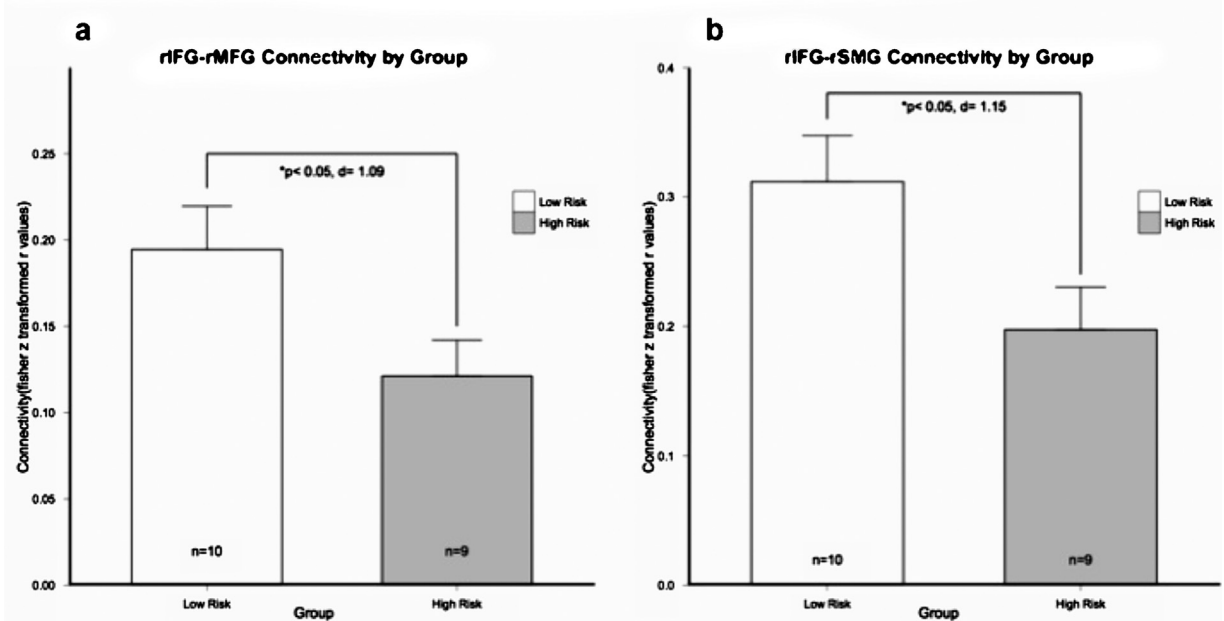 a
rIFG-rMFG Connectivity by Group
0.25
0.20
0.15
0.10
0.05
0.00
Connectivity(fisher z transformed r values)
*p< 0.05, d= 1.09
Low Risk
High Risk
n=10
n=9
Low Risk
High Risk
Group
b
rIFG-rSMG Connectivity by Group
0.4
0.3
0.2
0.1
0.0
Connectivity(fisher z transformed r values)
*p< 0.05, d= 1.15
Low Risk
High Risk
n=10
n=9
Low Risk
High Risk
Group